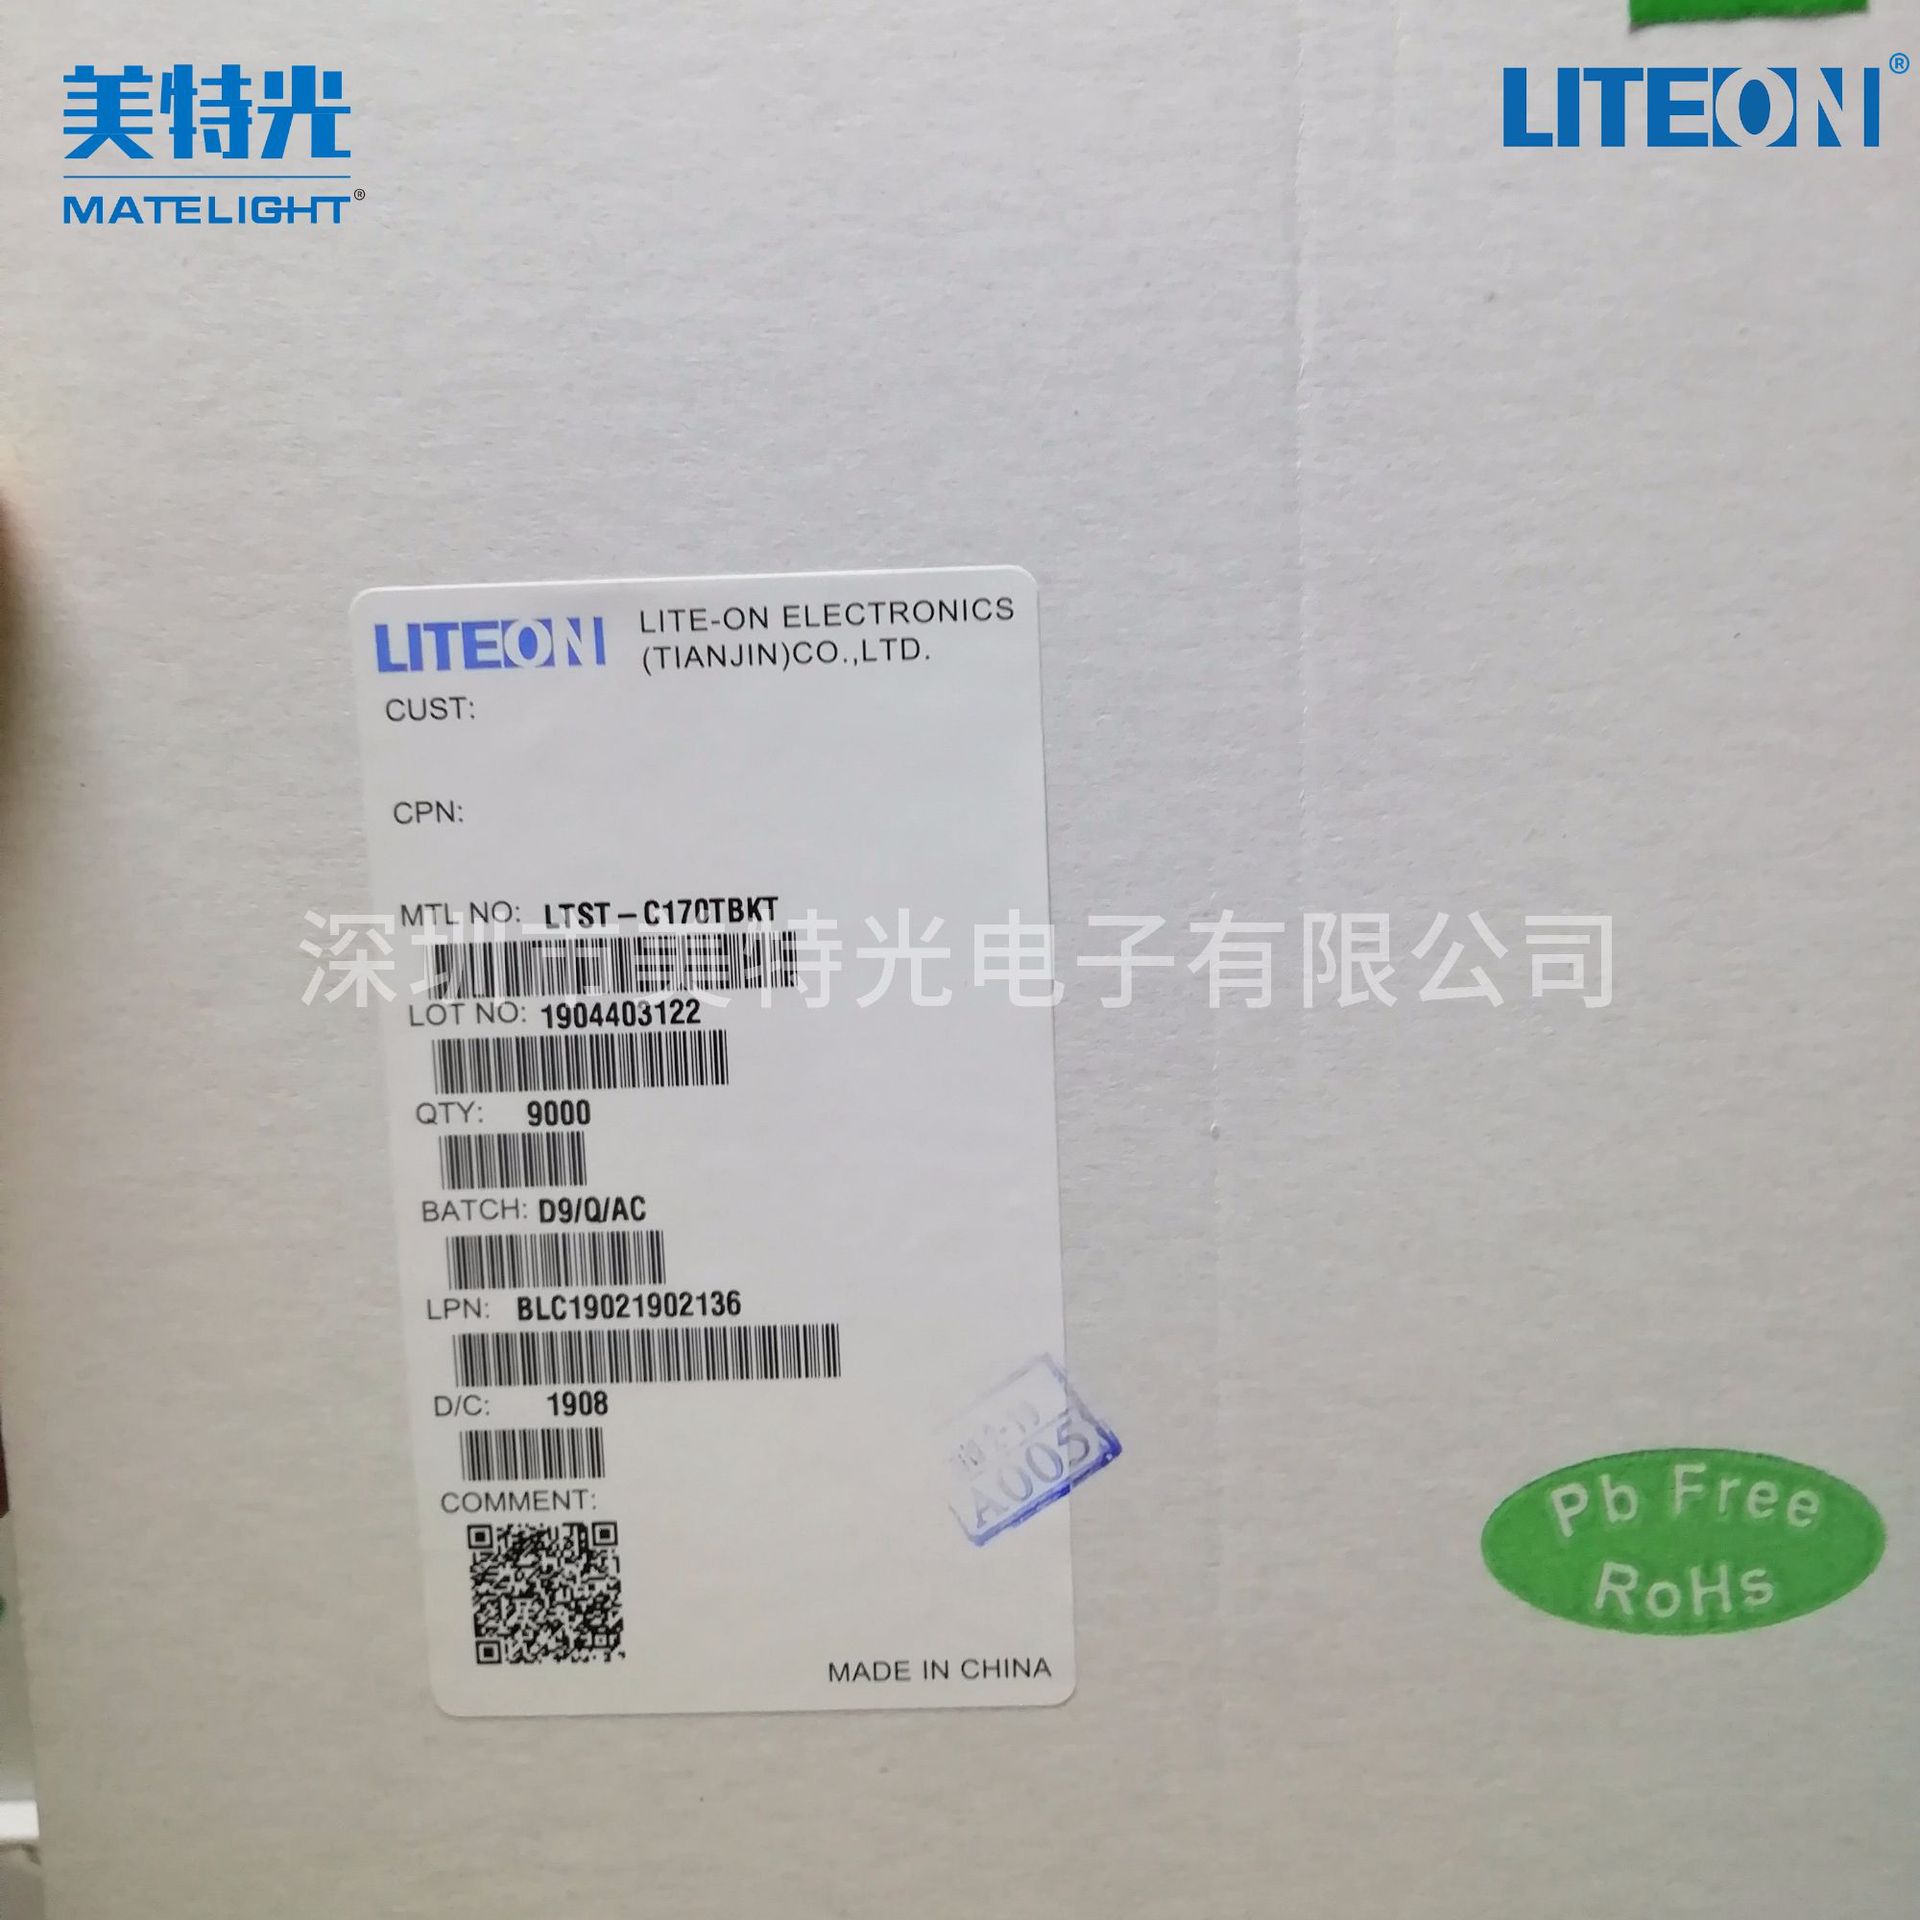 美特光
MATELIGHT®
LITEON®
LITEON
LITE-ON ELECTRONICS
(TIANJIN)CO.,LTD.
CUST:
CPN:
MTL NO: LTST-C170TBKT
深圳市美特光电子有限公司
LOT NO: 1904403122
QTY: 9000
BATCH: D9/Q/AC
LPN: BLC19021902136
D/C: 1908
COMMENT:
A005
MADE IN CHINA
Pb Free
RoHs